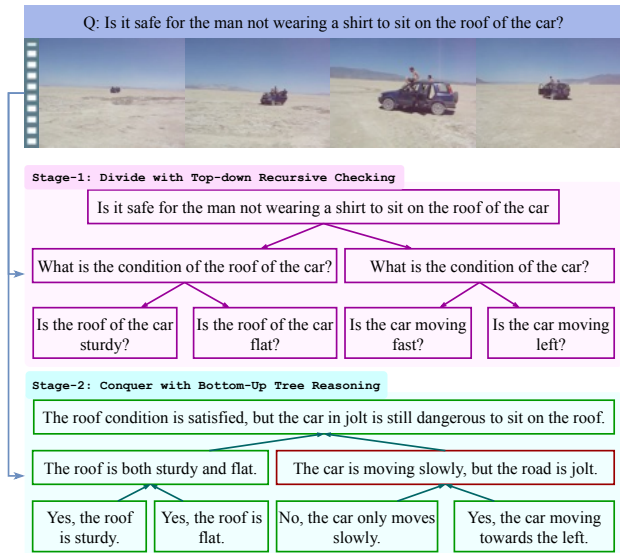 Q: Is it safe for the man not wearing a shirt to sit on the roof of the car?
Stage-1: Divide with Top-down Recursive Checking
Is it safe for the man not wearing a shirt to sit on the roof of the car
What is the condition of the roof of the car?
What is the condition of the car?
Is the roof of the car
sturdy?
Is the roof of the car
flat?
Is the car moving
fast?
Is the car moving
left?
Stage-2: Conquer with Bottom-Up Tree Reasoning
The roof condition is satisfied, but the car in jolt is still dangerous to sit on the roof.
The roof is both sturdy and flat.
The car is moving slowly, but the road is jolt.
Yes, the roof
is sturdy.
Yes, the roof is
flat.
No, the car only moves
slowly.
Yes, the car moving
towards the left.